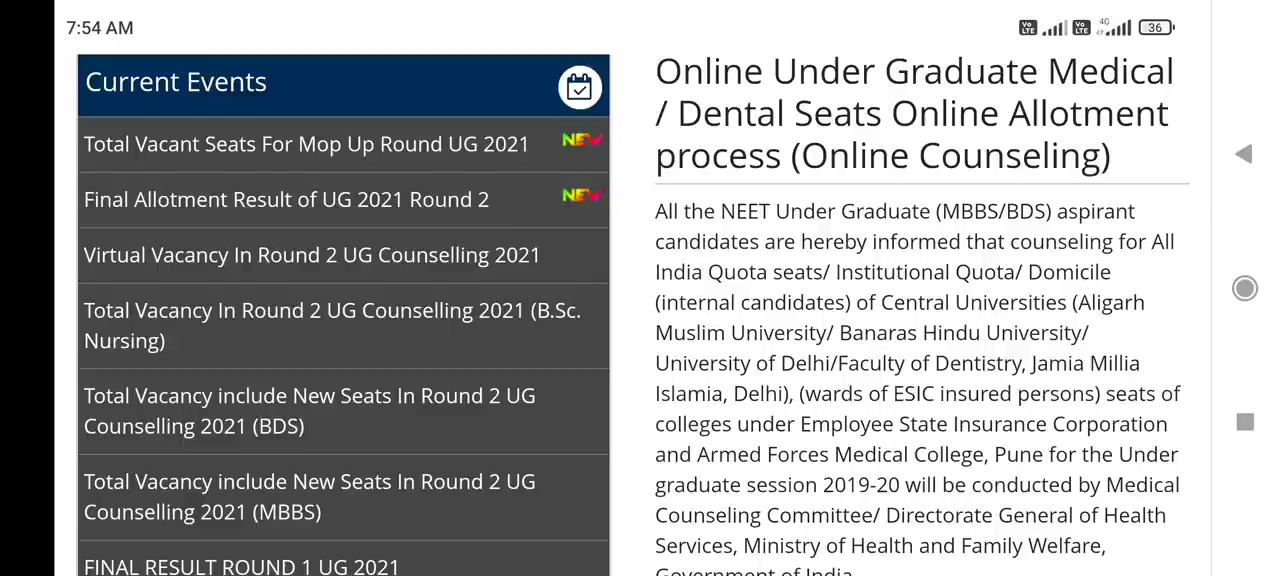 7:54 AM
Vo LTE Vo LTE 4G 36
Current Events
Total Vacant Seats For Mop Up Round UG 2021 NEW
Final Allotment Result of UG 2021 Round 2 NEW
Virtual Vacancy In Round 2 UG Counselling 2021
Total Vacancy In Round 2 UG Counselling 2021 (B.Sc.
Nursing)
Total Vacancy include New Seats In Round 2 UG
Counselling 2021 (BDS)
Total Vacancy include New Seats In Round 2 UG
Counselling 2021 (MBBS)
FINAL RESULT ROUND 1 UG 2021
Online Under Graduate Medical
/ Dental Seats Online Allotment
process (Online Counseling)
All the NEET Under Graduate (MBBS/BDS) aspirant
candidates are hereby informed that counseling for All
India Quota seats/ Institutional Quota/ Domicile
(internal candidates) of Central Universities (Aligarh
Muslim University/ Banaras Hindu University/
University of Delhi/Faculty of Dentistry, Jamia Millia
Islamia, Delhi), (wards of ESIC insured persons) seats of
colleges under Employee State Insurance Corporation
and Armed Forces Medical College, Pune for the Under
graduate session 2019-20 will be conducted by Medical
Counseling Committee/ Directorate General of Health
Services, Ministry of Health and Family Welfare,
Government of India